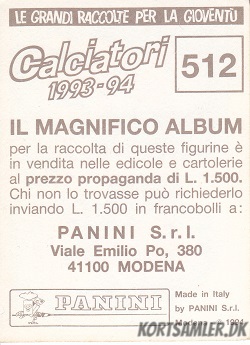 LE GRANDI RACCOLTE PER LA GIOVENTÙ
Calciatori
1993-94
512
IL MAGNIFICO ALBUM
per la raccolta di queste figurine è
in vendita nelle edicole e cartolerie
al prezzo propaganda di L. 1.500.
Chi non lo trovasse può richiederlo
inviando L. 1.500 in francobolli a:
PANINI S.r.l.
Viale Emilio Po, 380
41100 MODENA
PANINI
Made in Italy
by PANINI S.r.l.
1994
KORTSAMLER.DK